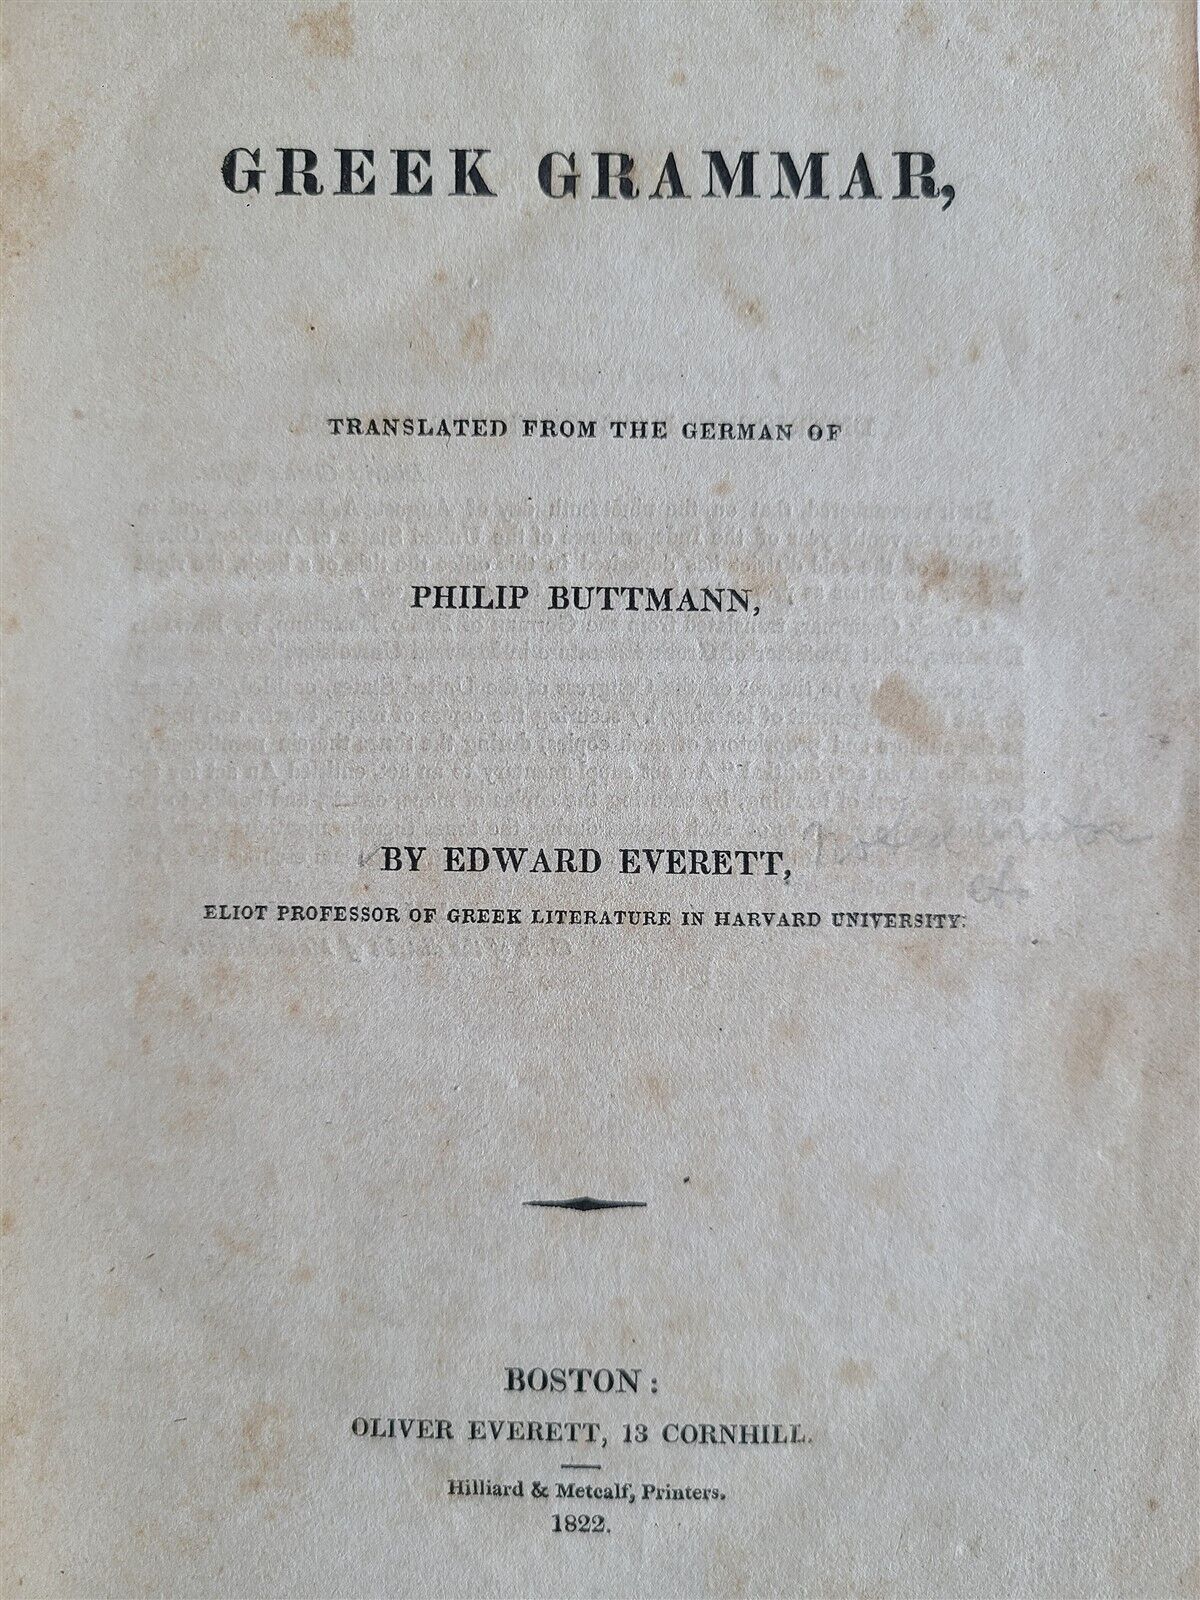 GREEK GRAMMAR,
TRANSLATED FROM THE GERMAN OF
PHILIP BUTTMANN,
BY EDWARD EVERETT,
ELIOT PROFESSOR OF GREEK LITERATURE IN HARVARD UNIVERSITY.
BOSTON:
OLIVER EVERETT, 13 CORNHILL.
Hilliard & Metcalf, Printers.
1822.